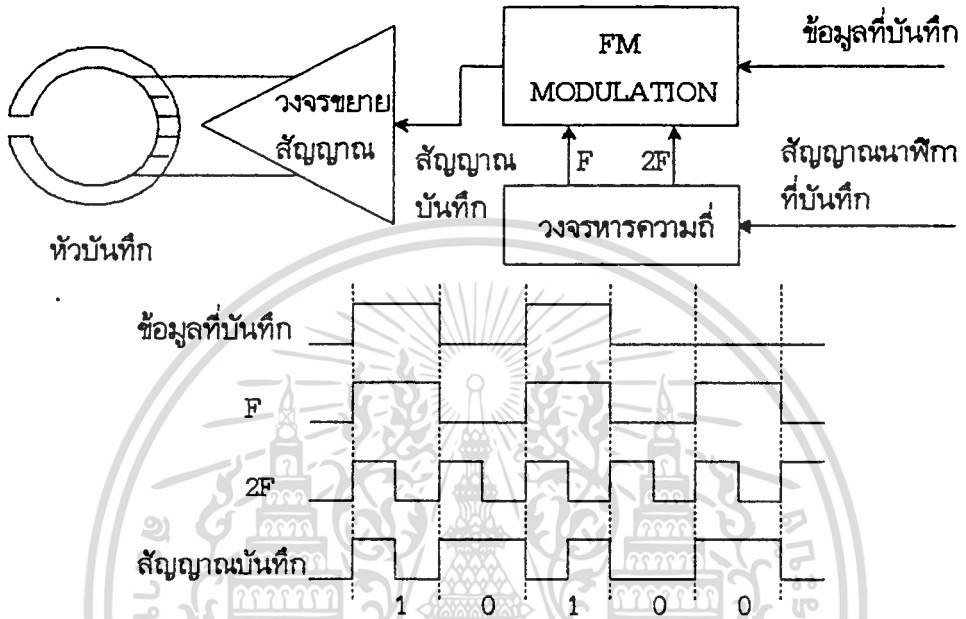 FM
MODULATION
ข้อมูลที่บันทึก
วงจรขยาย
สัญญาณ
สัญญาณ
บันทึก
F
2F
สัญญาณนาฬิกา
ที่บันทึก
วงจรหารความถี่
หัวบันทึก
ข้อมูลที่บันทึก
F
2F
สัญญาณบันทึก
1 0 1 0 0